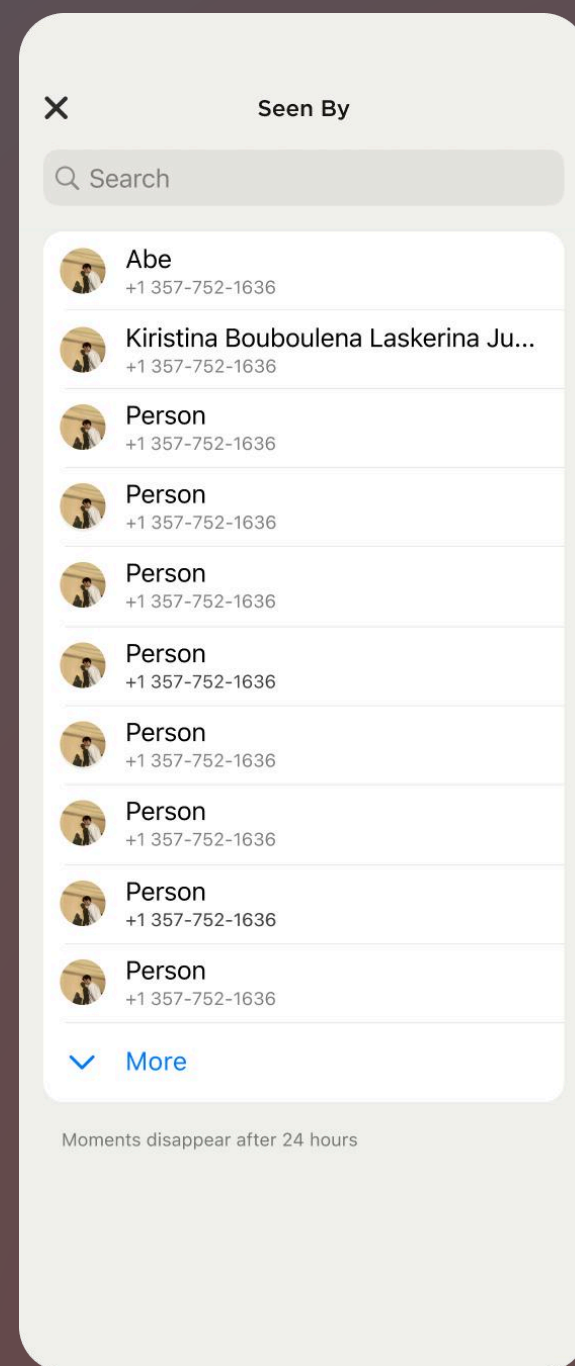 Seen By
Search
Abe
+1 357-752-1636
Kiristina Bouboulena Laskerina Ju...
+1 357-752-1636
Person
+1 357-752-1636
Person
+1 357-752-1636
Person
+1 357-752-1636
Person
+1 357-752-1636
Person
+1 357-752-1636
Person
+1 357-752-1636
Person
+1 357-752-1636
Person
+1 357-752-1636
More
Moments disappear after 24 hours